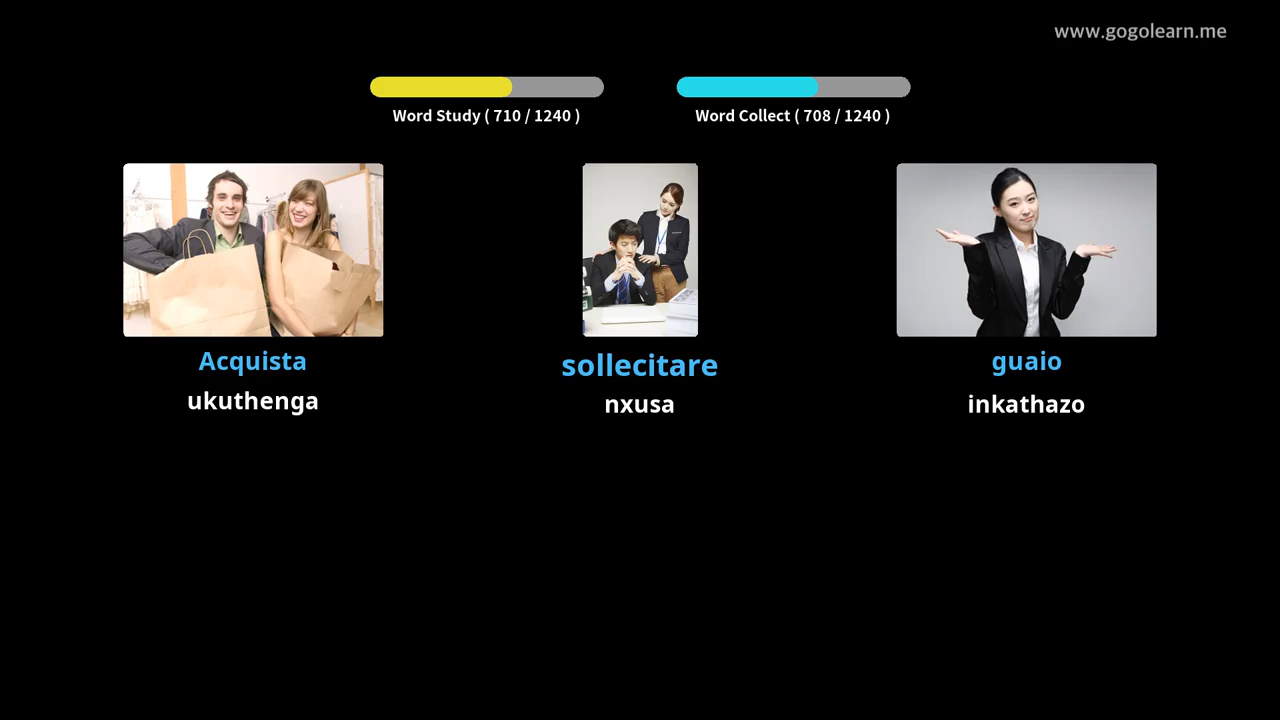 www.gogolearn.me
Word Study ( 710 / 1240 )
Word Collect ( 708 / 1240 )
Acquista
ukuthenga
sollecitare
nxusa
guaio
inkathazo